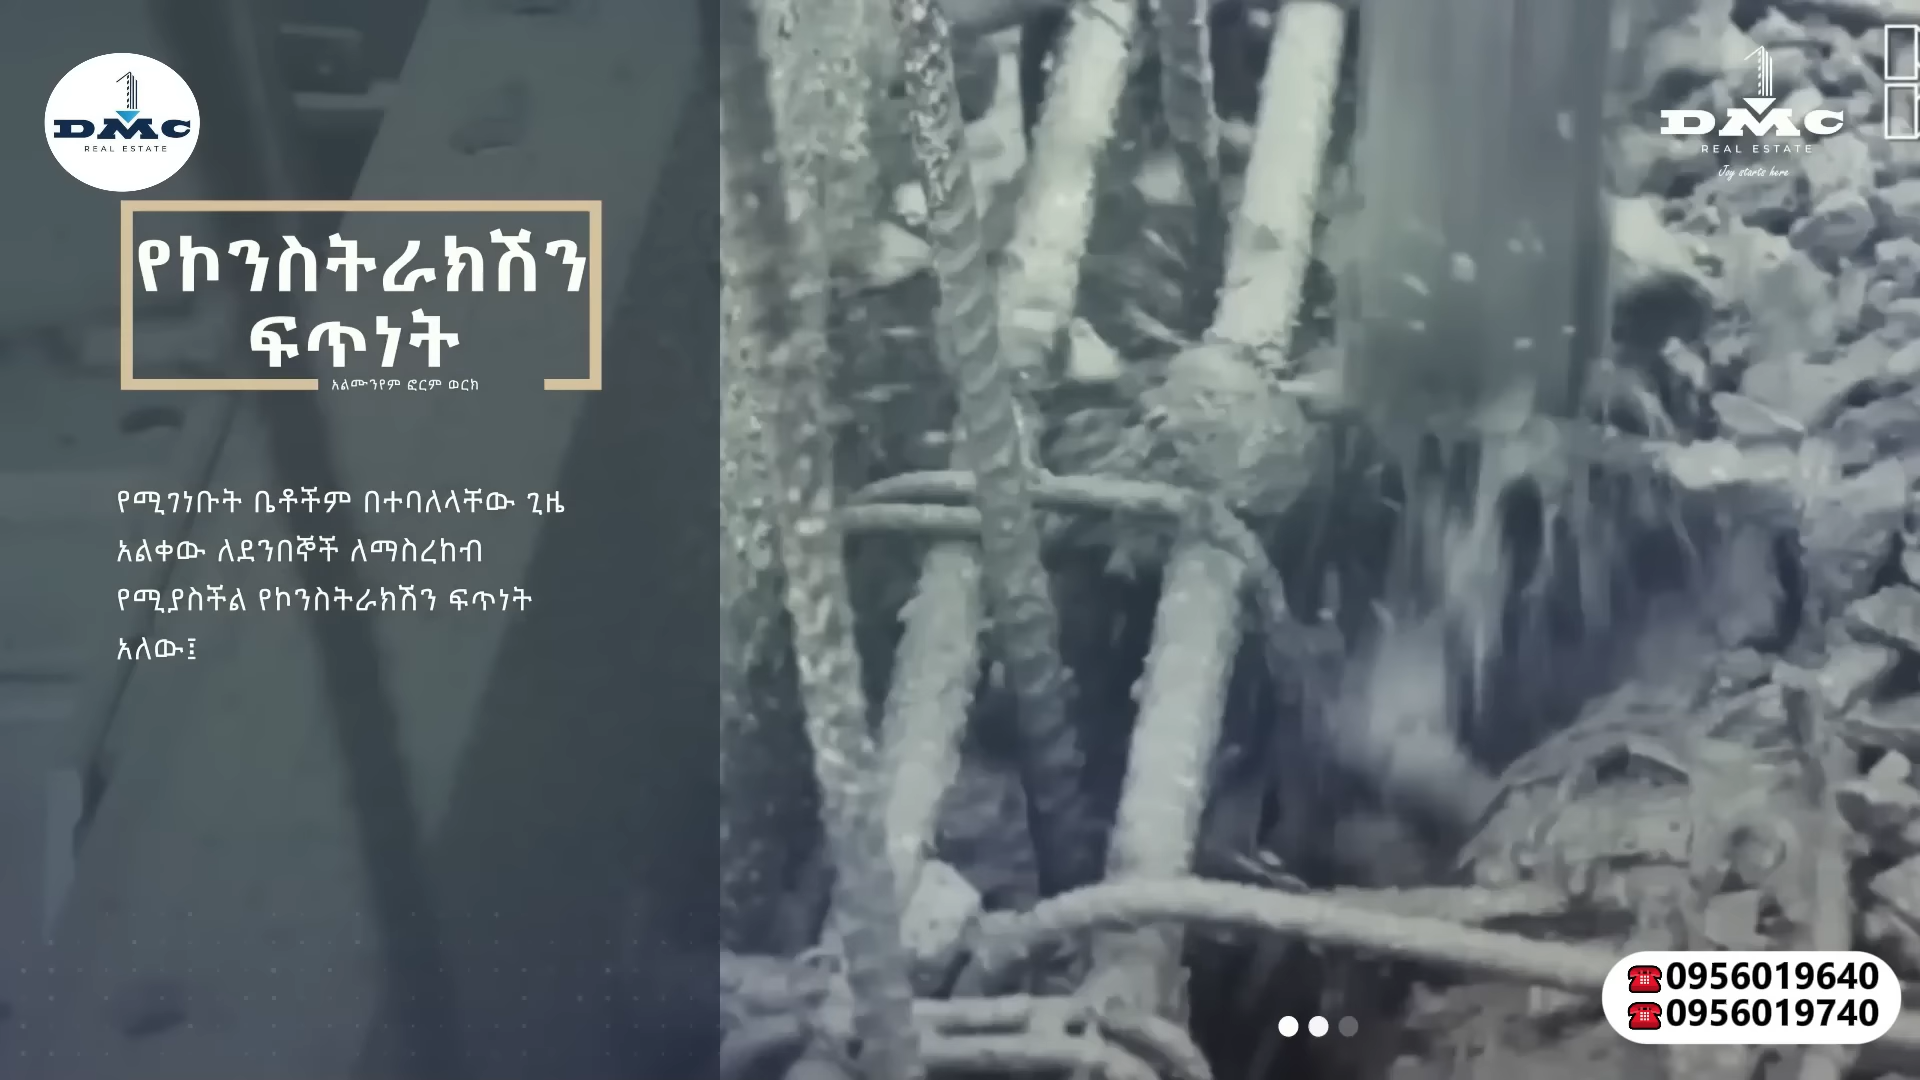 DMC
REAL ESTATE
የኮንስትራክሽን
ፍጥነት
አልሙንየም ፎርም ወርክ
የሚገነቡት ቤቶችም በተባለላቸው ጊዜ
አልቀው ለደንበኞች ለማስረከብ
የሚያስችል የኮንስትራክሽን ፍጥነት
አለው፤
DMC
REAL ESTATE
Joy starts here
0956019640
0956019740